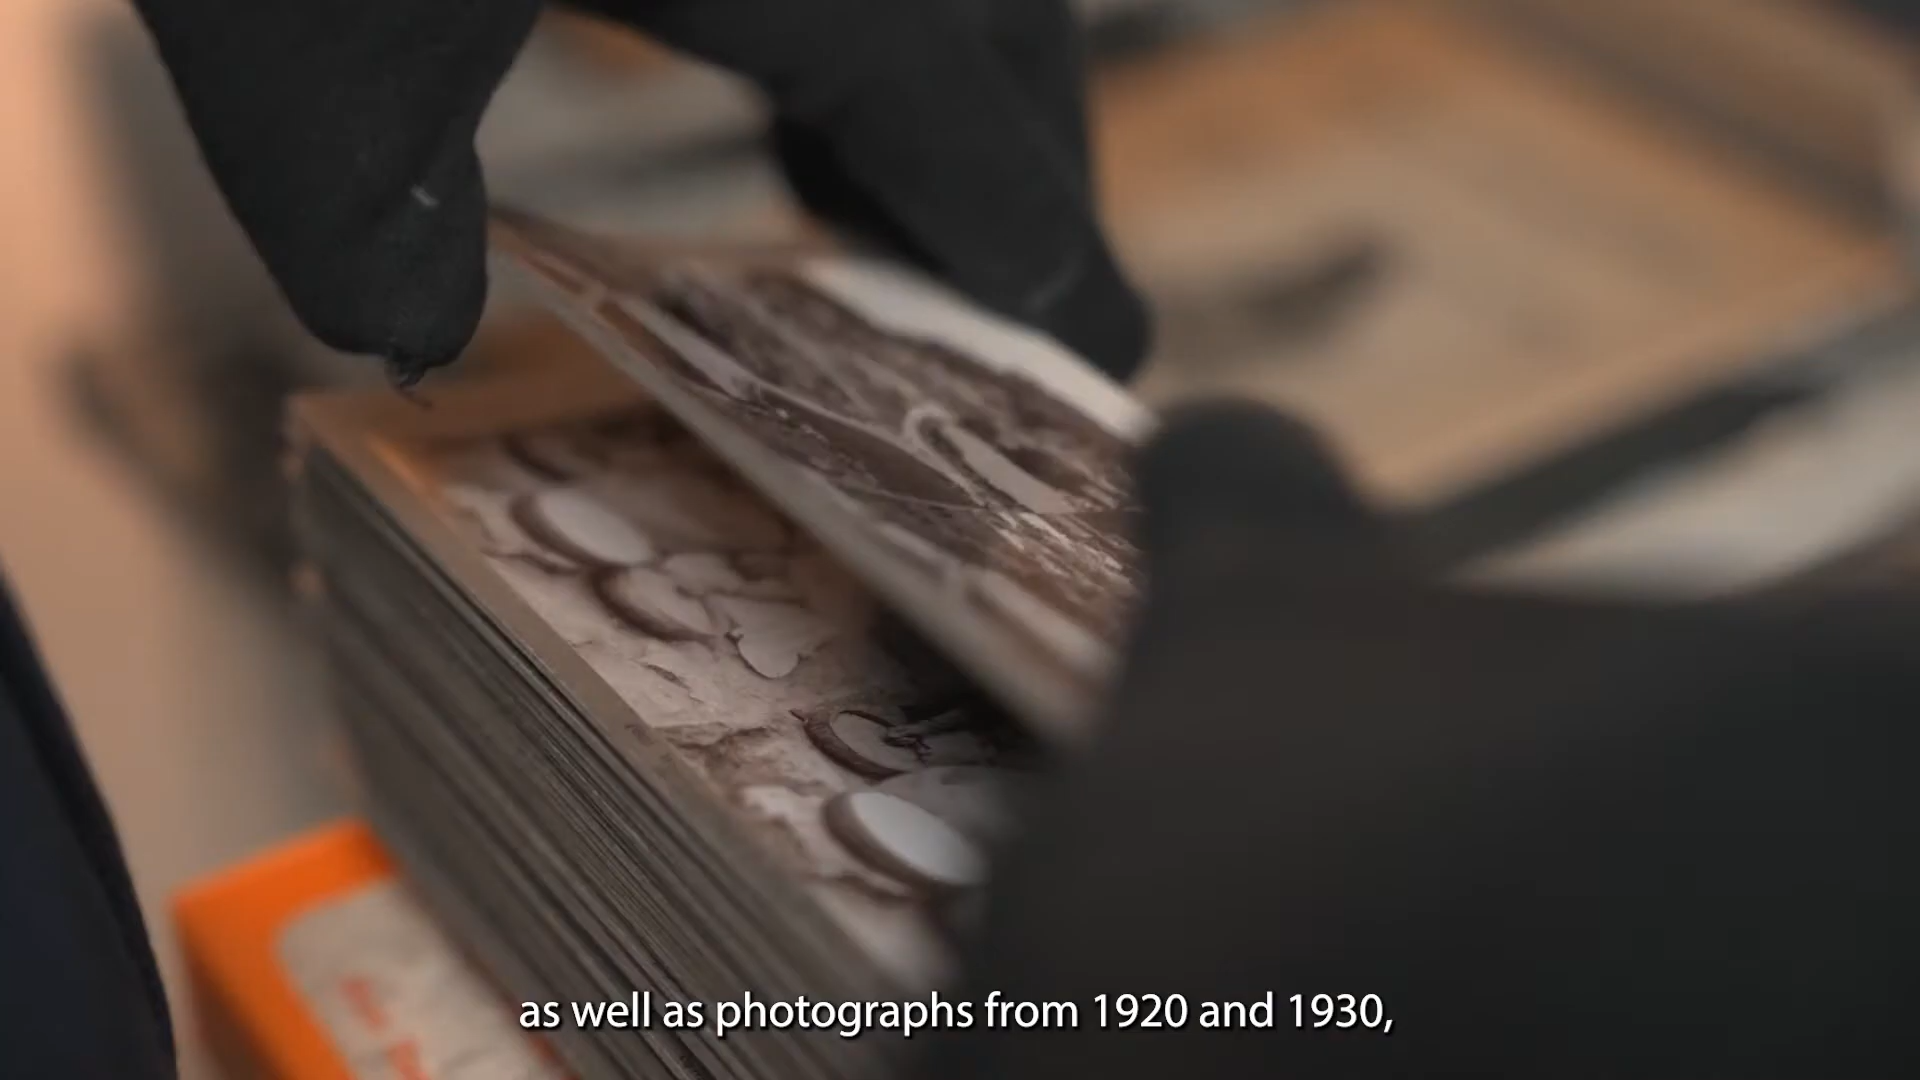 as well as photographs from 1920 and 1930,